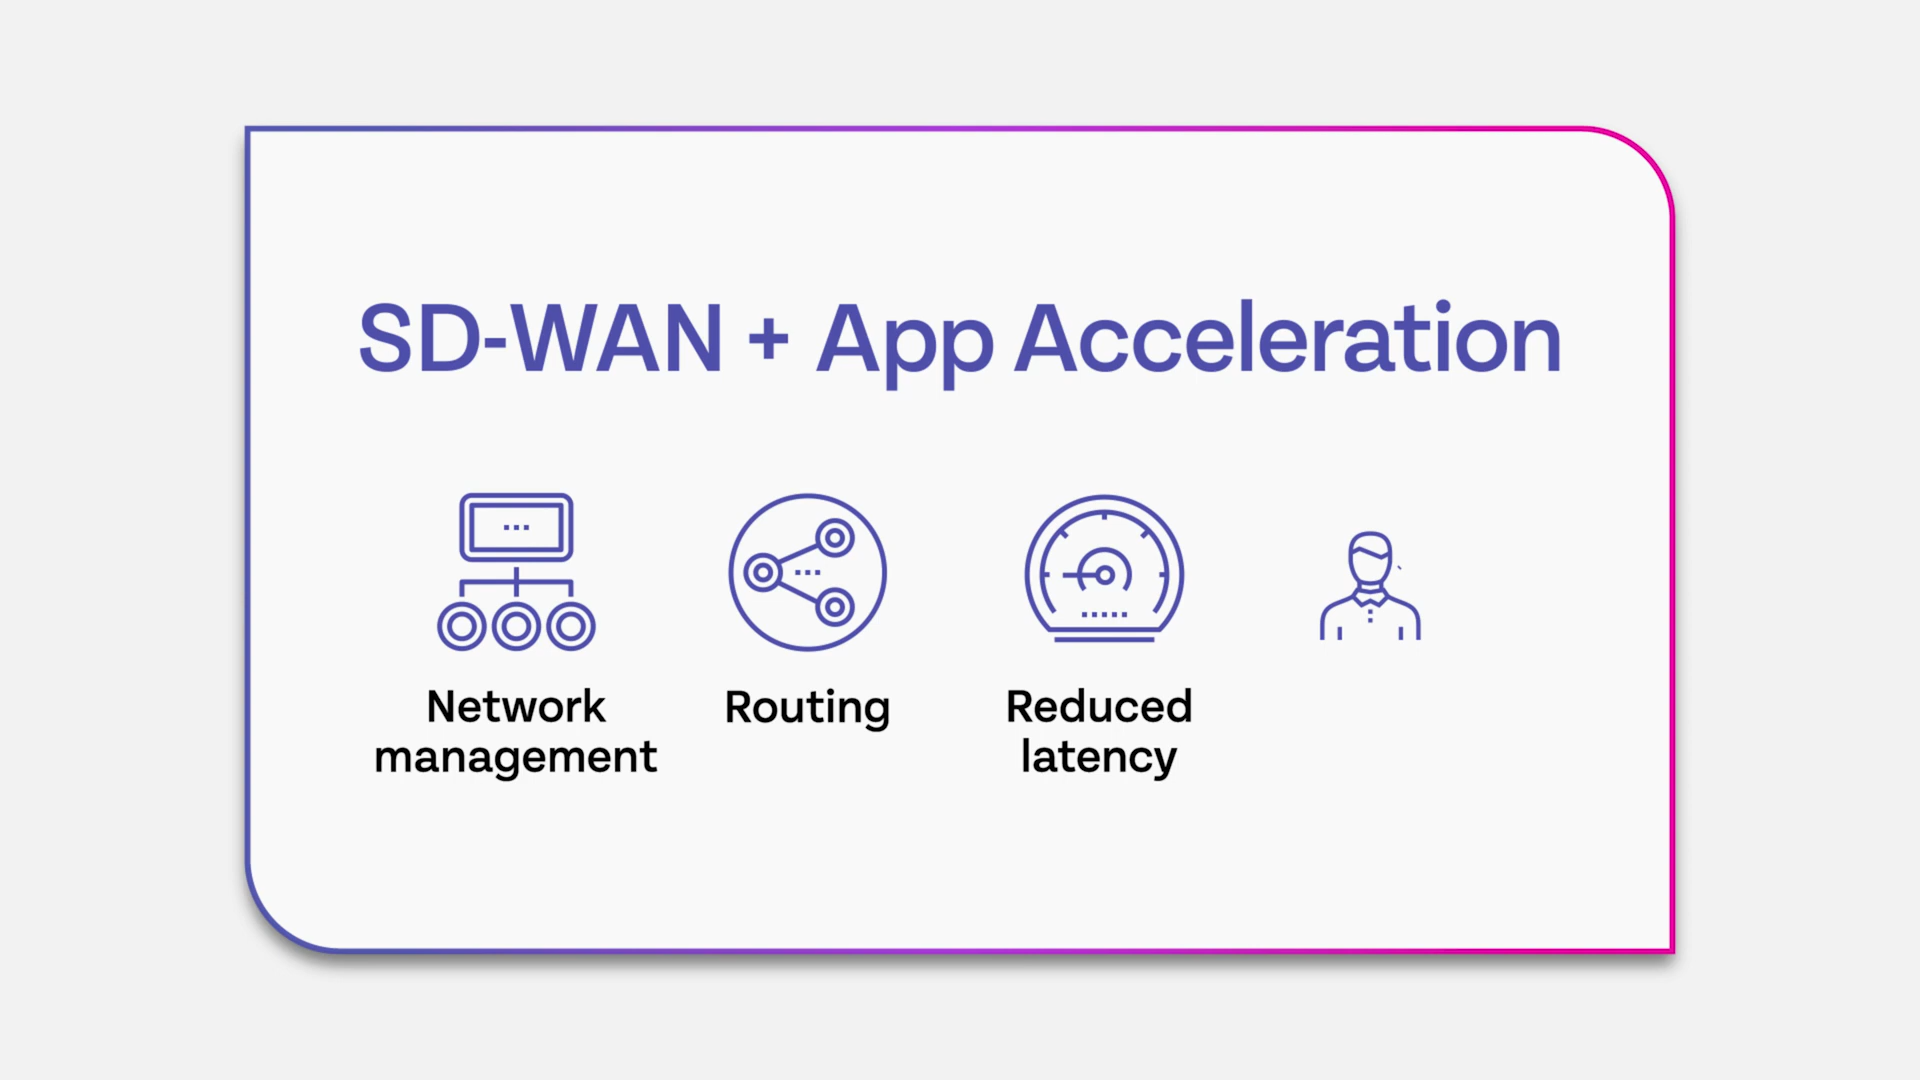 SD-WAN + App Acceleration
Network
management
Routing
Reduced
latency